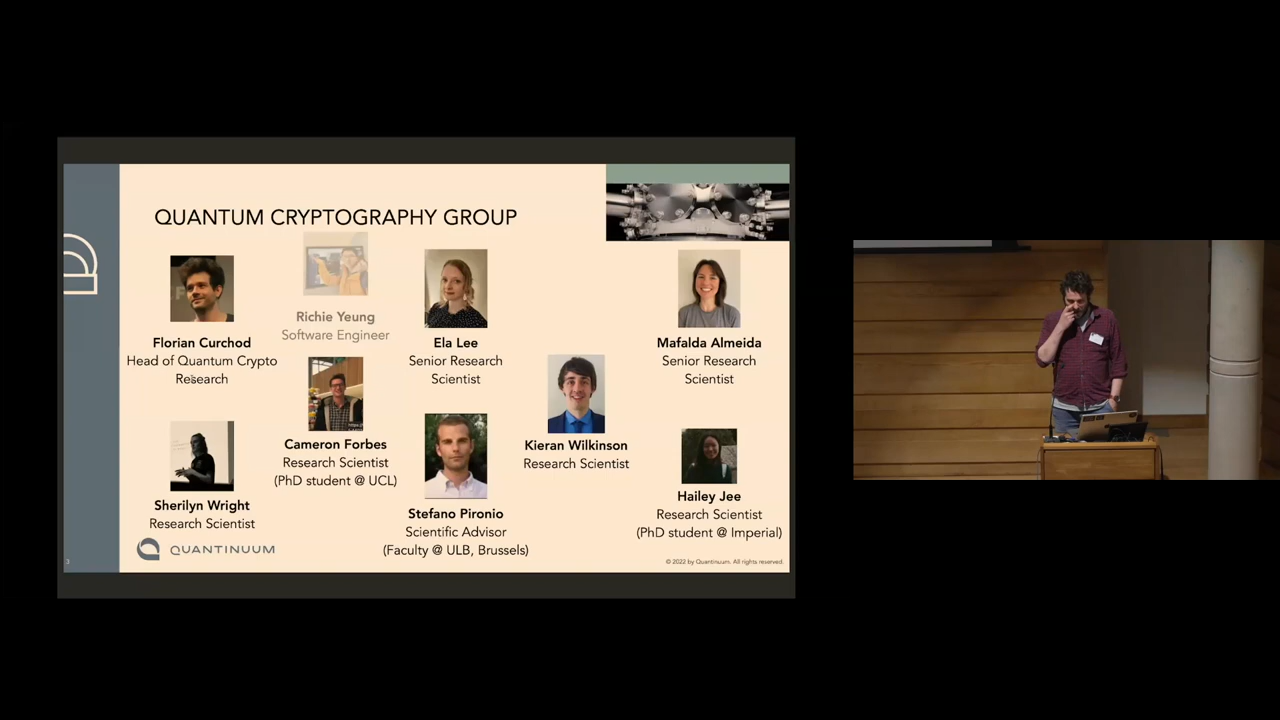 QUANTUM CRYPTOGRAPHY GROUP
Florian Curchod
Head of Quantum Crypto
Research
Richie Yeung
Software Engineer
Ela Lee
Senior Research
Scientist
Mafalda Almeida
Senior Research
Scientist
Cameron Forbes
Research Scientist
(PhD student @ UCL)
Kieran Wilkinson
Research Scientist
Sherilyn Wright
Research Scientist
Stefano Pironio
Scientific Advisor
(Faculty @ ULB, Brussels)
Hailey Jee
Research Scientist
(PhD student @ Imperial)
QUANTINUUM
3
© 2022 by Quantinuum. All rights reserved.